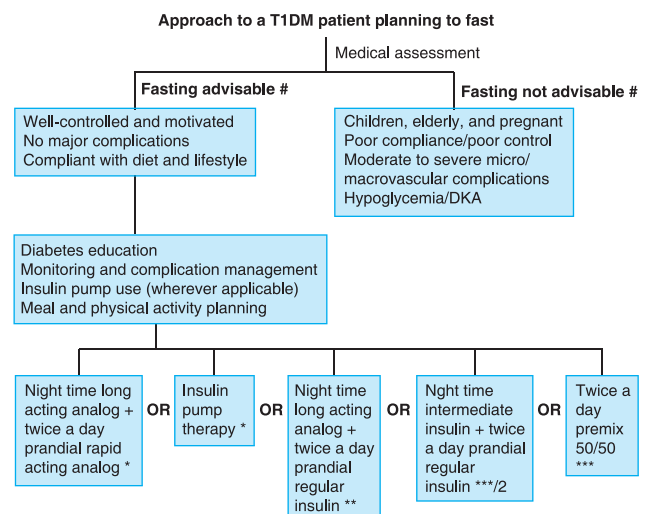 Approach to a T1DM patient planning to fast
Medical assessment
Fasting advisable #
Fasting not advisable #
Well-controlled and motivated
No major complications
Compliant with diet and lifestyle
Children, elderly, and pregnant
Poor compliance/poor control
Moderate to severe micro/
macrovascular complications
Hypoglycemia/DKA
Diabetes education
Monitoring and complication management
Insulin pump use (wherever applicable)
Meal and physical activity planning
Night time long
acting analog +
twice a day
prandial rapid
acting analog *
OR
Insulin
pump
therapy *
OR
Night time
long acting
analog +
twice a day
prandial
regular
insulin **
OR
Nght time
intermediate
insulin + twice
a day prandial
regular
insulin ***/2
OR
Twice a
day
premix
50/50
***